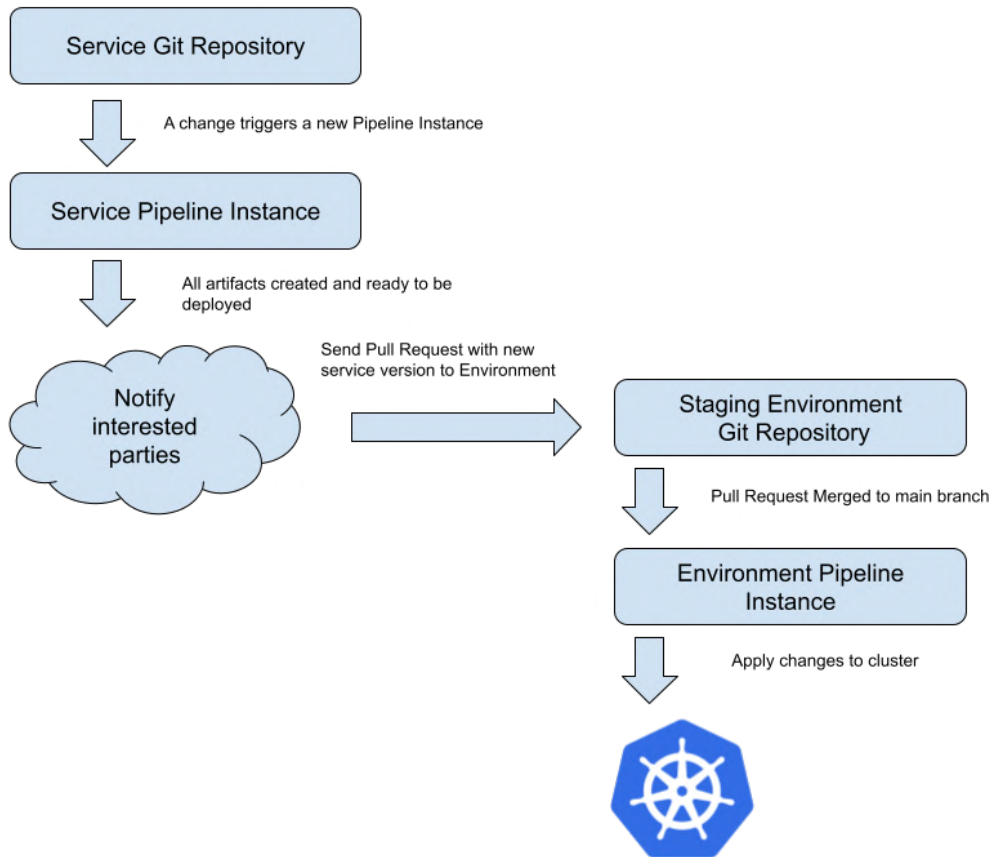 Service Git Repository
A change triggers a new Pipeline Instance
Service Pipeline Instance
All artifacts created and ready to be
deployed
Notify
interested
parties
Send Pull Request with new
service version to Environment
Staging Environment
Git Repository
Pull Request Merged to main branch
Environment Pipeline
Instance
Apply changes to cluster